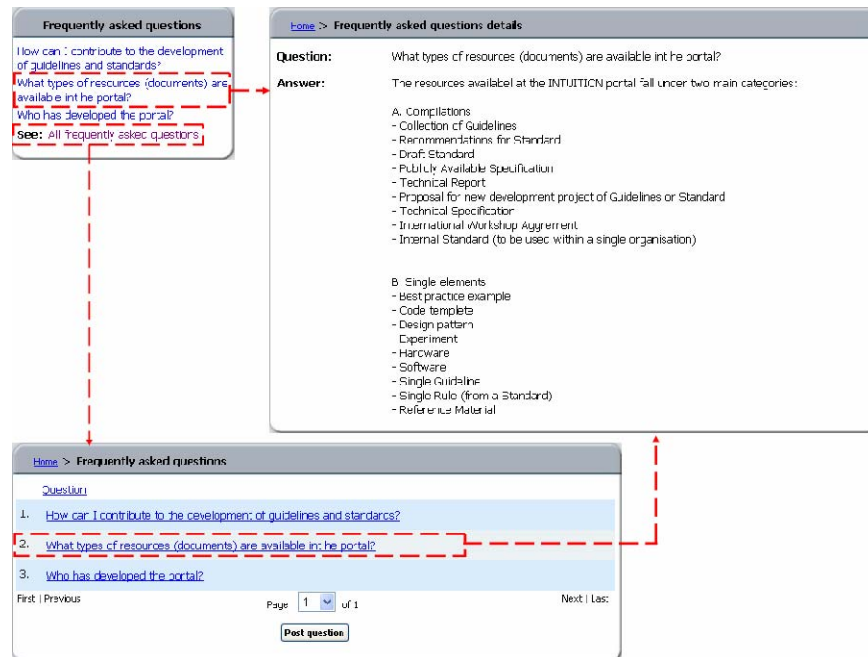 Frequently asked questions
How can I contribute to the development
of guidelines and standards?
What types of resources (documents) are
available int he portal?
Who has developed the portal?
See: All frequently asked questions
Home > Frequently asked questions details
Question: What types of resources (documents) are available int he portal?
Answer: The resources availabel at the INTUITION portal fall under two main categories:
A. Compilations
- Collection of Guidelines
- Recommendations for Standard
- Draft Standard
- Publicly Available Specification
- Technical Report
- Proposal for new development project of Guidelines or Standard
- Technical Specification
- International Workshop Aggrement
- Internal Standard (to be used within a single organisation)
B. Single elements
- Best practice example
- Code templete
- Design pattern
Experiment
- Hardware
- Software
- Single Guideline
- Single Rule (from a Standard)
- Reference Material
Home > Frequently asked questions
Question
1. How can I contribute to the development of guidelines and standards?
2. What types of resources (documents) are available int he portal?
3. Who has developed the portal?
First | Previous Page 1 of 1 Next | Last
Post question